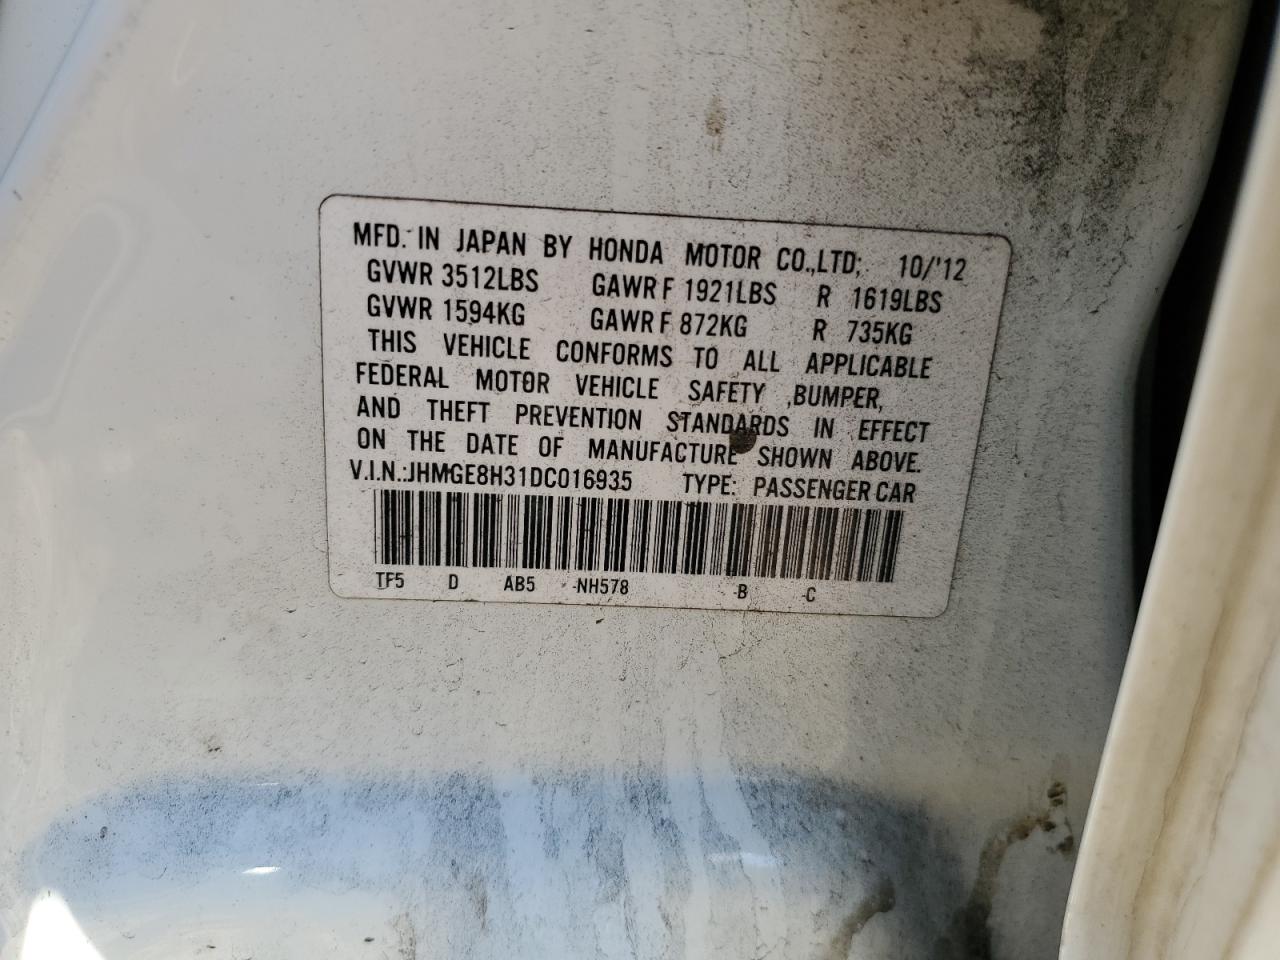 MFD. IN JAPAN BY HONDA MOTOR CO.,LTD; 10/'12
GVWR 3512LBS GAWR F 1921LBS R 1619LBS
GVWR 1594KG GAWR F 872KG R 735KG
THIS VEHICLE CONFORMS TO ALL APPLICABLE
FEDERAL MOTOR VEHICLE SAFETY ,BUMPER,
AND THEFT PREVENTION STANDARDS IN EFFECT
ON THE DATE OF MANUFACTURE SHOWN ABOVE.
V.I.N.:JHMGE8H31DC016935 TYPE: PASSENGER CAR
TF5 D AB5 -NH578 -B -C